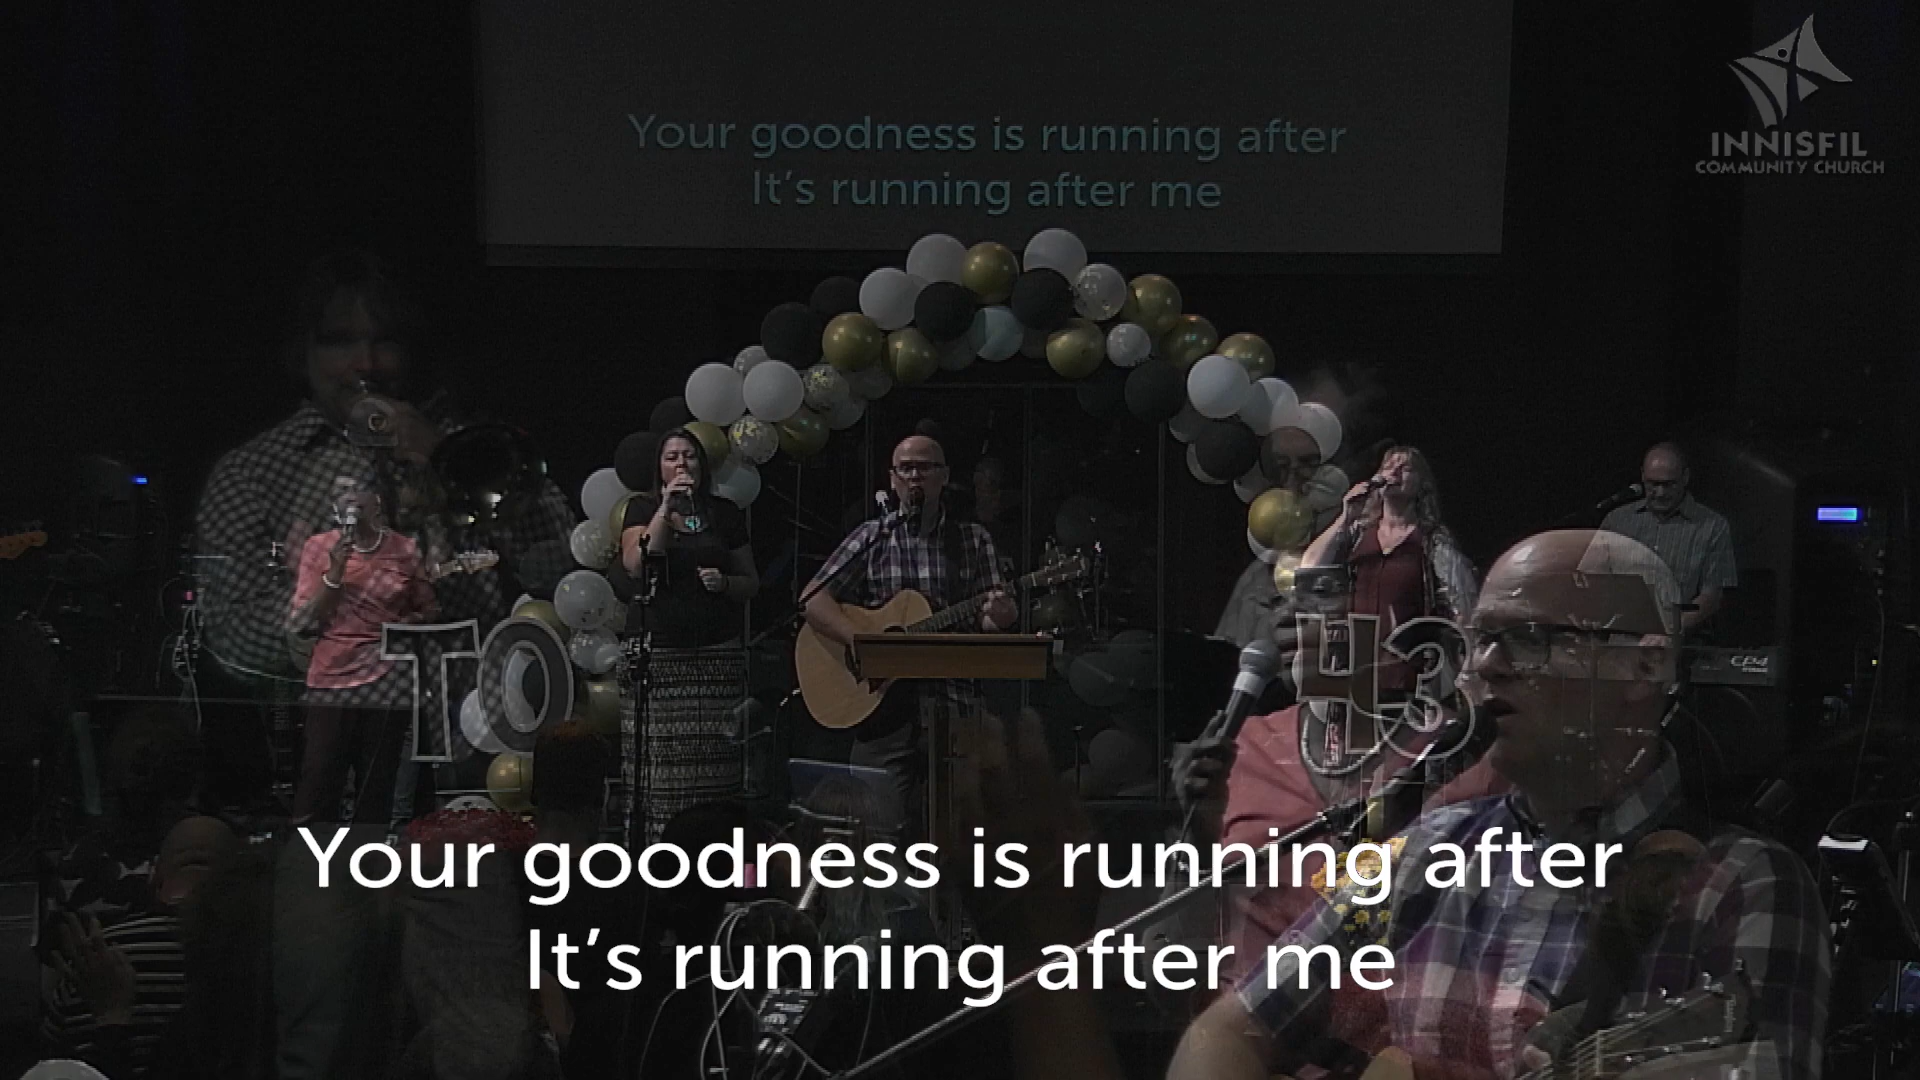 Your goodness is running after
It's running after me
INNISFIL
COMMUNITY CHURCH
TO
43
CP4
Your goodness is running after
It's running after me